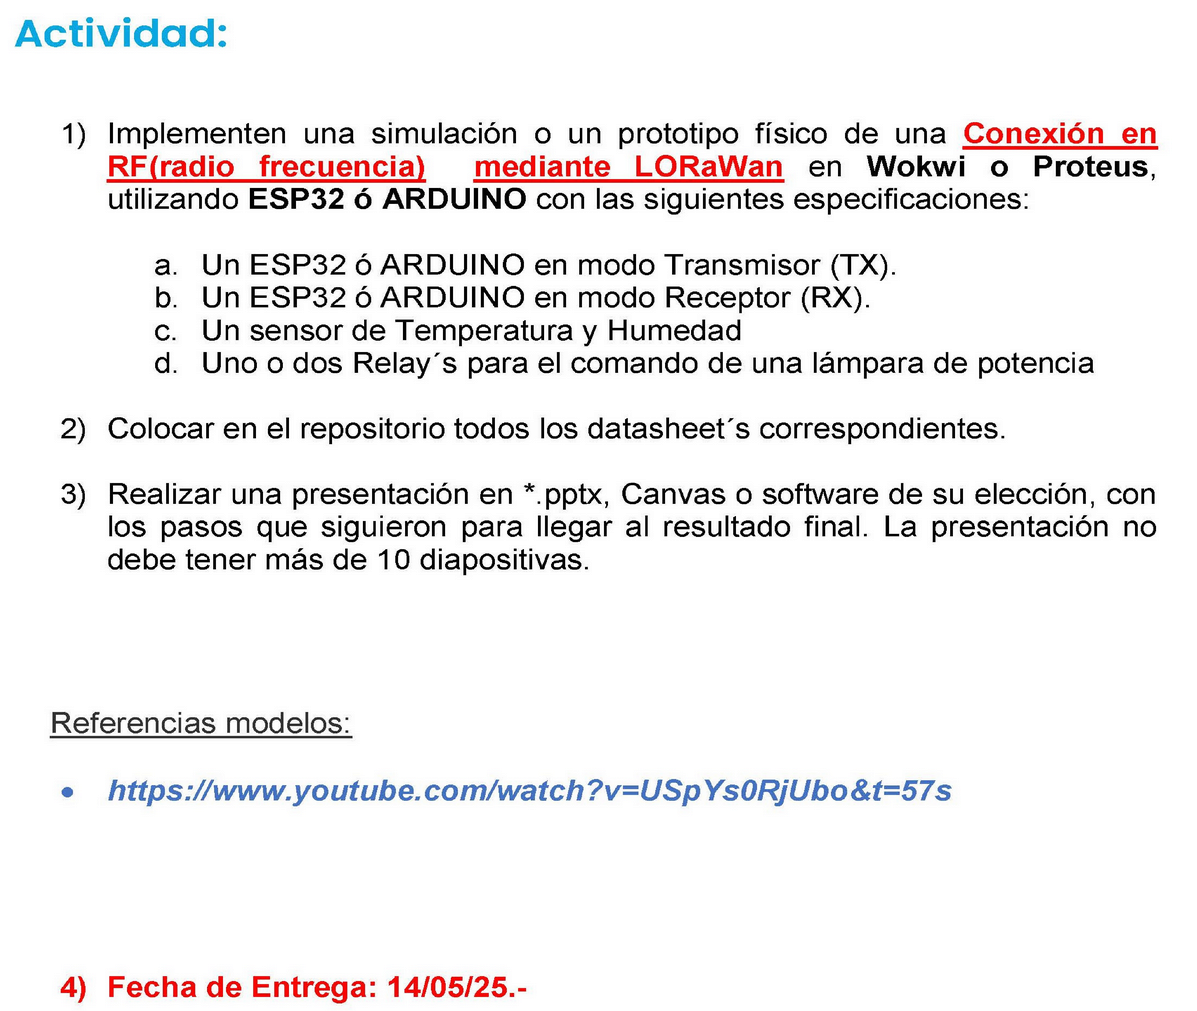 Actividad:
1) Implementen una simulación o un prototipo físico de una Conexión en
RF(radio frecuencia) mediante LORaWan en Wokwi o Proteus,
utilizando ESP32 ó ARDUINO con las siguientes especificaciones:
a. Un ESP32 ó ARDUINO en modo Transmisor (TX).
b. Un ESP32 ó ARDUINO en modo Receptor (RX).
c. Un sensor de Temperatura y Humedad
d. Uno o dos Relay´s para el comando de una lámpara de potencia
2) Colocar en el repositorio todos los datasheet´s correspondientes.
3) Realizar una presentación en *.pptx, Canvas o software de su elección, con
los pasos que siguieron para llegar al resultado final. La presentación no
debe tener más de 10 diapositivas.
Referencias modelos:
• https://www.youtube.com/watch?v=USpYs0RjUbo&t=57s
4) Fecha de Entrega: 14/05/25.-